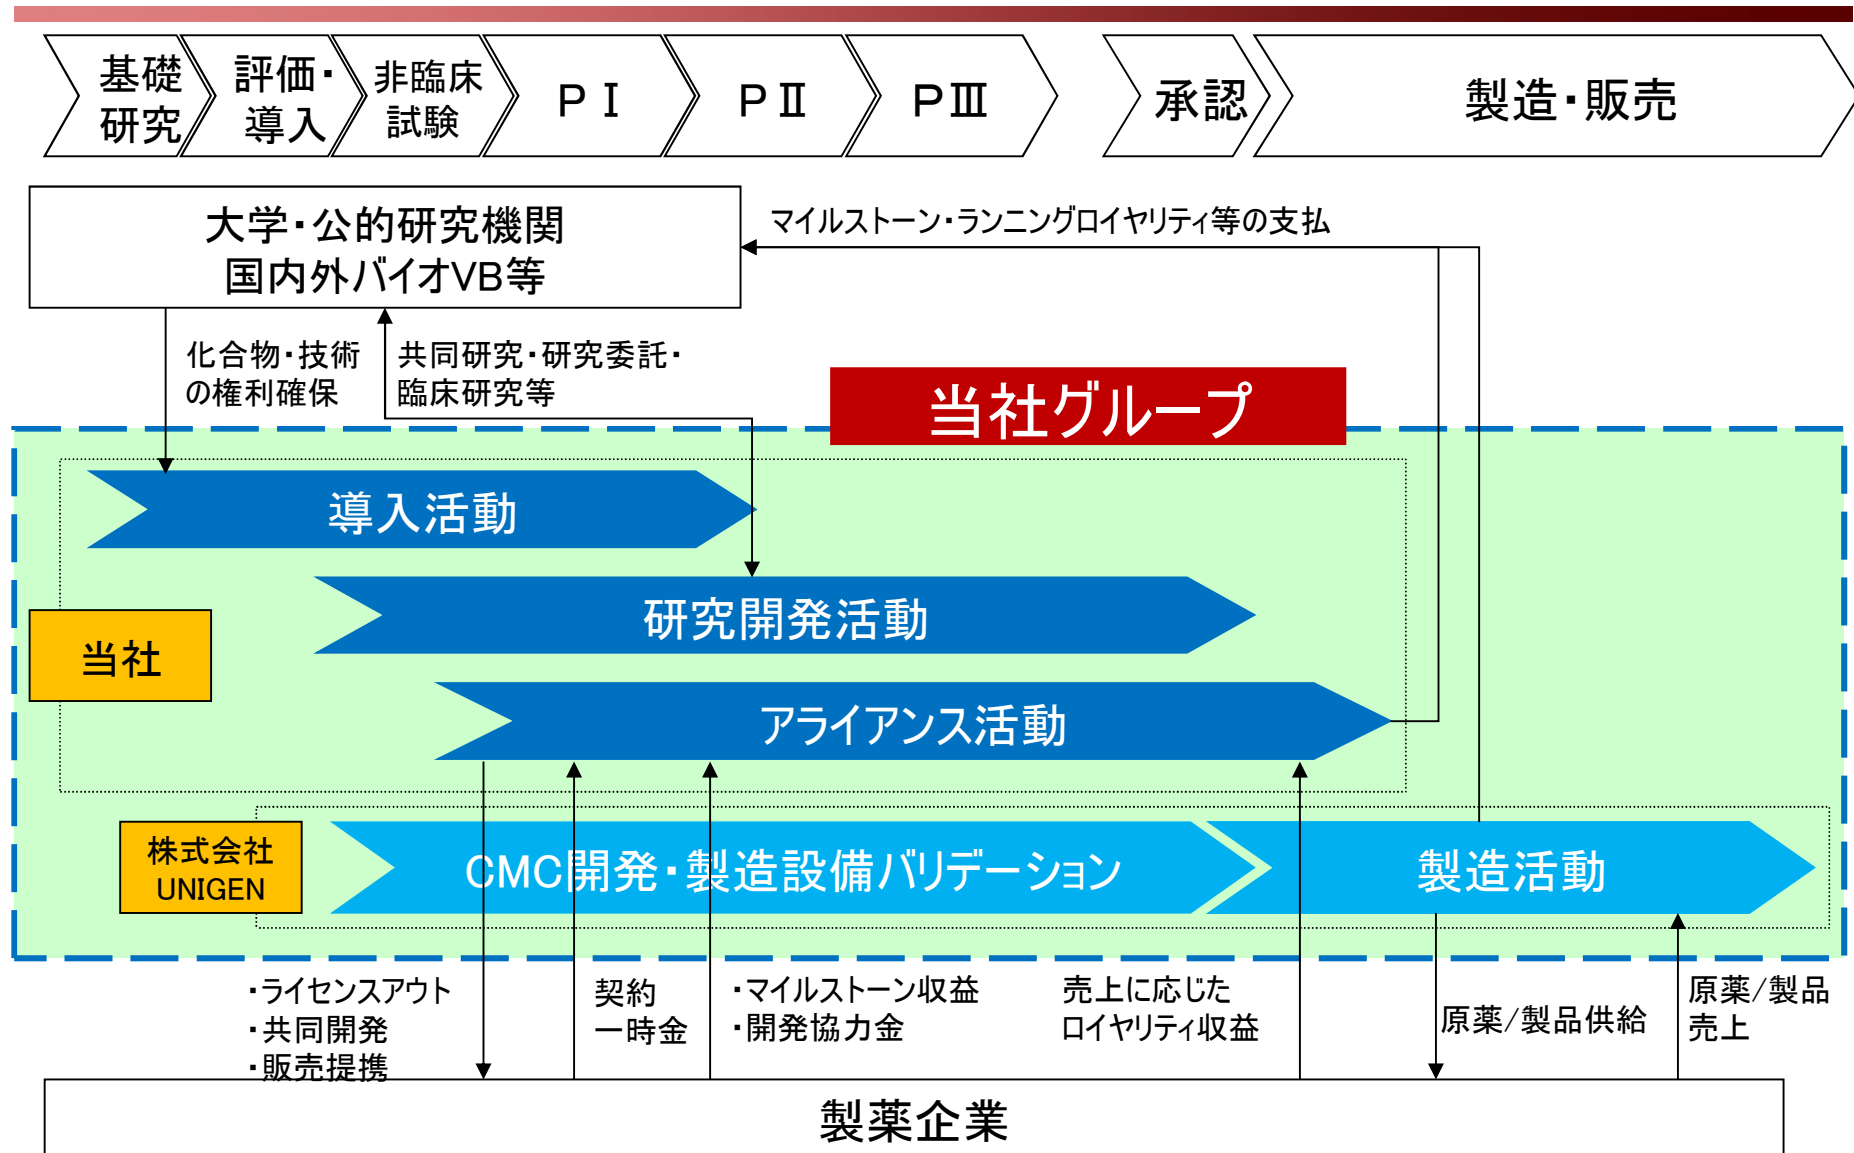 基礎
研究
評価・
導入
非臨床
試験
PⅠ
PⅡ
PⅢ
承認
製造・販売
大学・公的研究機関
国内外バイオVB等
マイルストーン・ランニングロイヤリティ等の支払
化合物・技術
の権利確保
共同研究・研究委託・
臨床研究等
当社グループ
導入活動
研究開発活動
当社
アライアンス活動
株式会社
UNIGEN
CMC開発・製造設備バリデーション
製造活動
・ライセンスアウト
・共同開発
・販売提携
契約
一時金
・マイルストーン収益
・開発協力金
売上に応じた
ロイヤリティ収益
原薬/製品供給
原薬/製品
売上
製薬企業